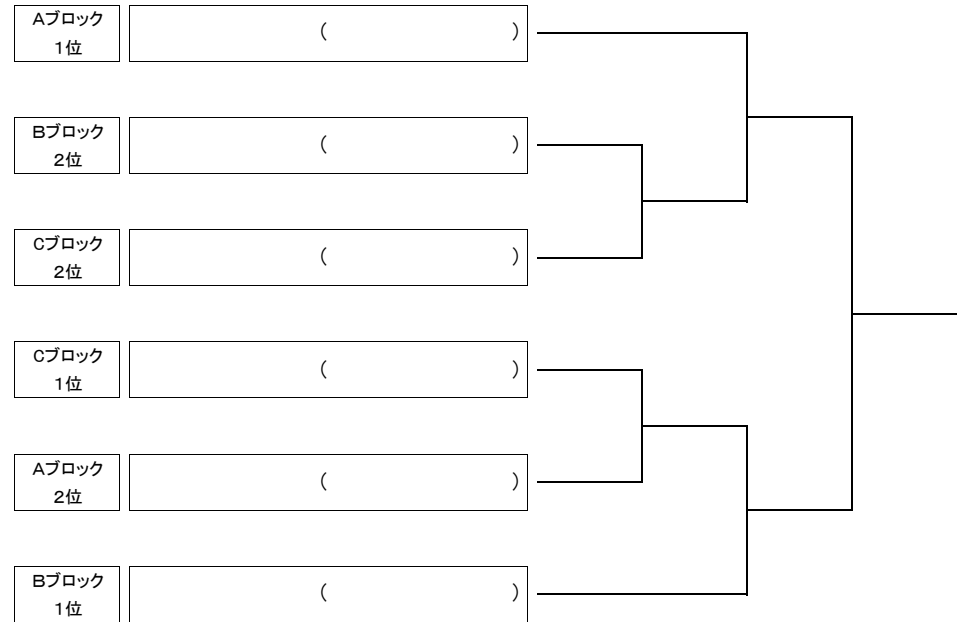 Aブロック
1位
( )
Bブロック
2位
( )
Cブロック
2位
( )
Cブロック
1位
( )
Aブロック
2位
( )
Bブロック
1位
( )